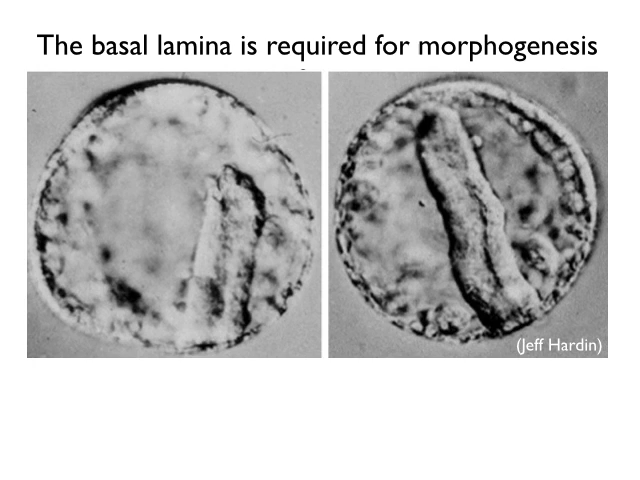 The basal lamina is required for morphogenesis
(Jeff Hardin)